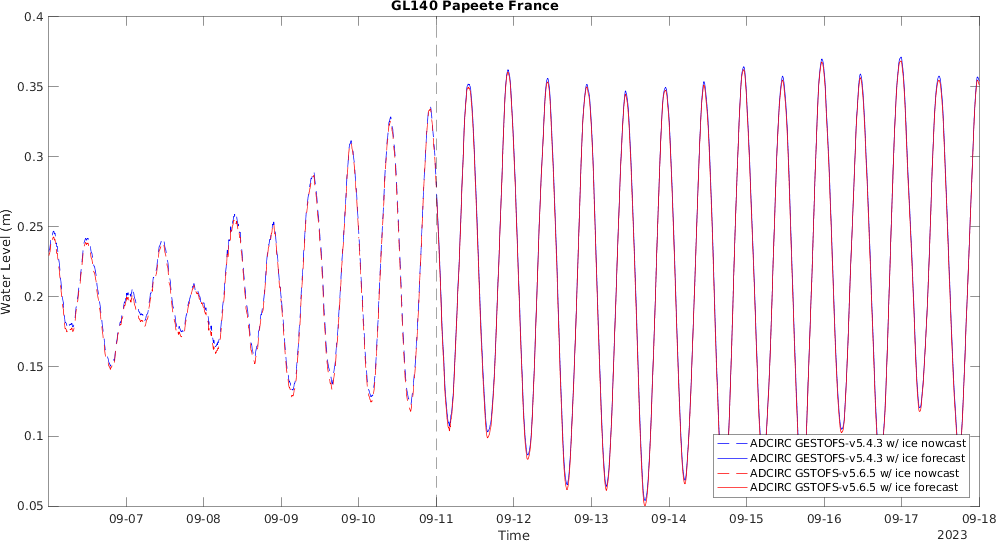 GL140 Papeete France
Water Level (m)
0.4
0.35
0.3
0.25
0.2
0.15
0.1
0.05
ADCIRC GESTOFS-v5.4.3 w/ ice nowcast
ADCIRC GESTOFS-v5.4.3 w/ ice forecast
ADCIRC GSTOFS-v5.6.5 w/ ice nowcast
ADCIRC GSTOFS-v5.6.5 w/ ice forecast
09-07 09-08 09-09 09-10 09-11 09-12 09-13 09-14 09-15 09-16 09-17 09-18
Time
2023